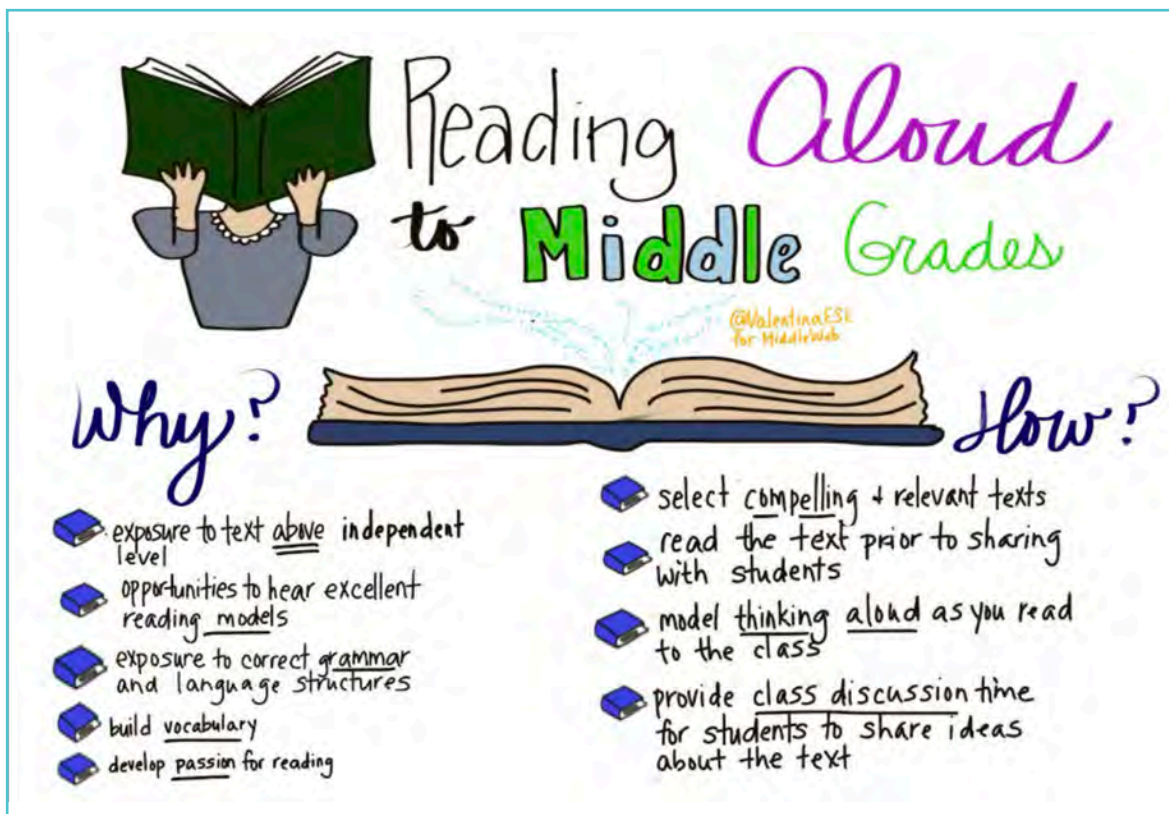 Reading Aloud
to Middle Grades
@ValentinaESL
for MiddleWeb
Why?
exposure to text above independent
level
opportunities to hear excellent
reading models
exposure to correct grammar
and language structures
build vocabulary
develop passion for reading
How?
select compelling + relevant texts
read the text prior to sharing
with students
model thinking aloud as you read
to the class
provide class discussion time
for students to share ideas
about the text